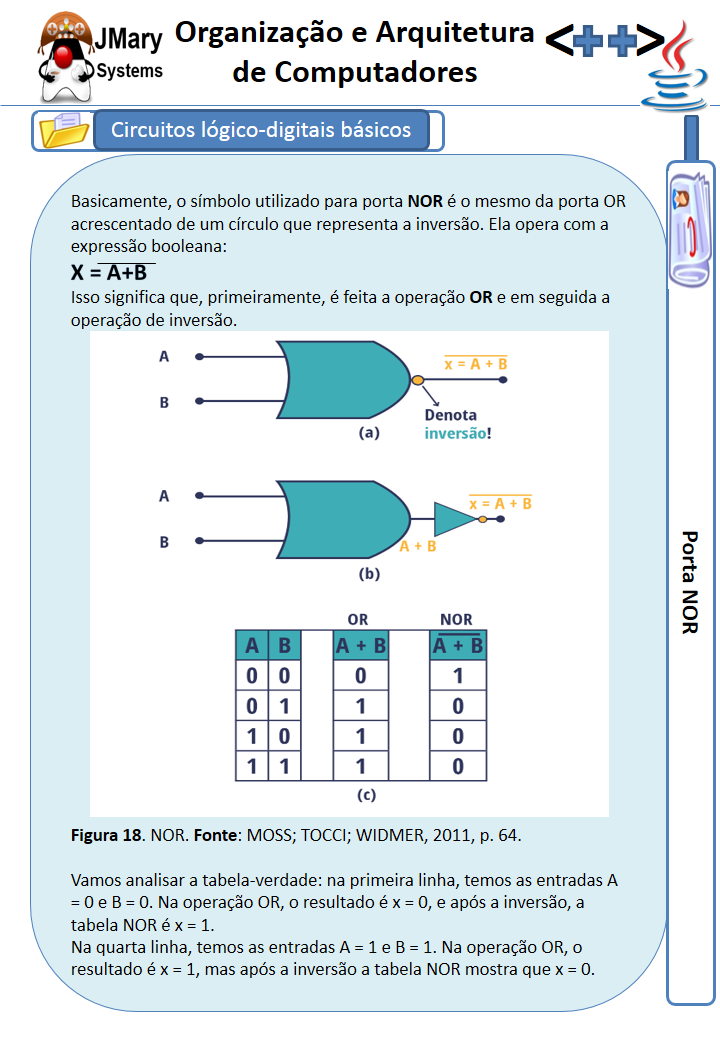 JMary
Systems
Organização e Arquitetura
de Computadores
<++>
Circuitos lógico-digitais básicos
Basicamente, o símbolo utilizado para porta NOR é o mesmo da porta OR
acrescentado de um círculo que representa a inversão. Ela opera com a
expressão booleana:
X = A+B
Isso significa que, primeiramente, é feita a operação OR e em seguida a
operação de inversão.
A
x = A + B
B
Denota
inversão!
(a)
A
x = A + B
B
A + B
(b)
OR NOR
A B A + B A + B
0 0 0 1
0 1 1 0
1 0 1 0
1 1 1 0
(c)
Figura 18. NOR. Fonte: MOSS; TOCCI; WIDMER, 2011, p. 64.
Vamos analisar a tabela-verdade: na primeira linha, temos as entradas A
= 0 e B = 0. Na operação OR, o resultado é x = 0, e após a inversão, a
tabela NOR é x = 1.
Na quarta linha, temos as entradas A = 1 e B = 1. Na operação OR, o
resultado é x = 1, mas após a inversão a tabela NOR mostra que x = 0.
Porta NOR